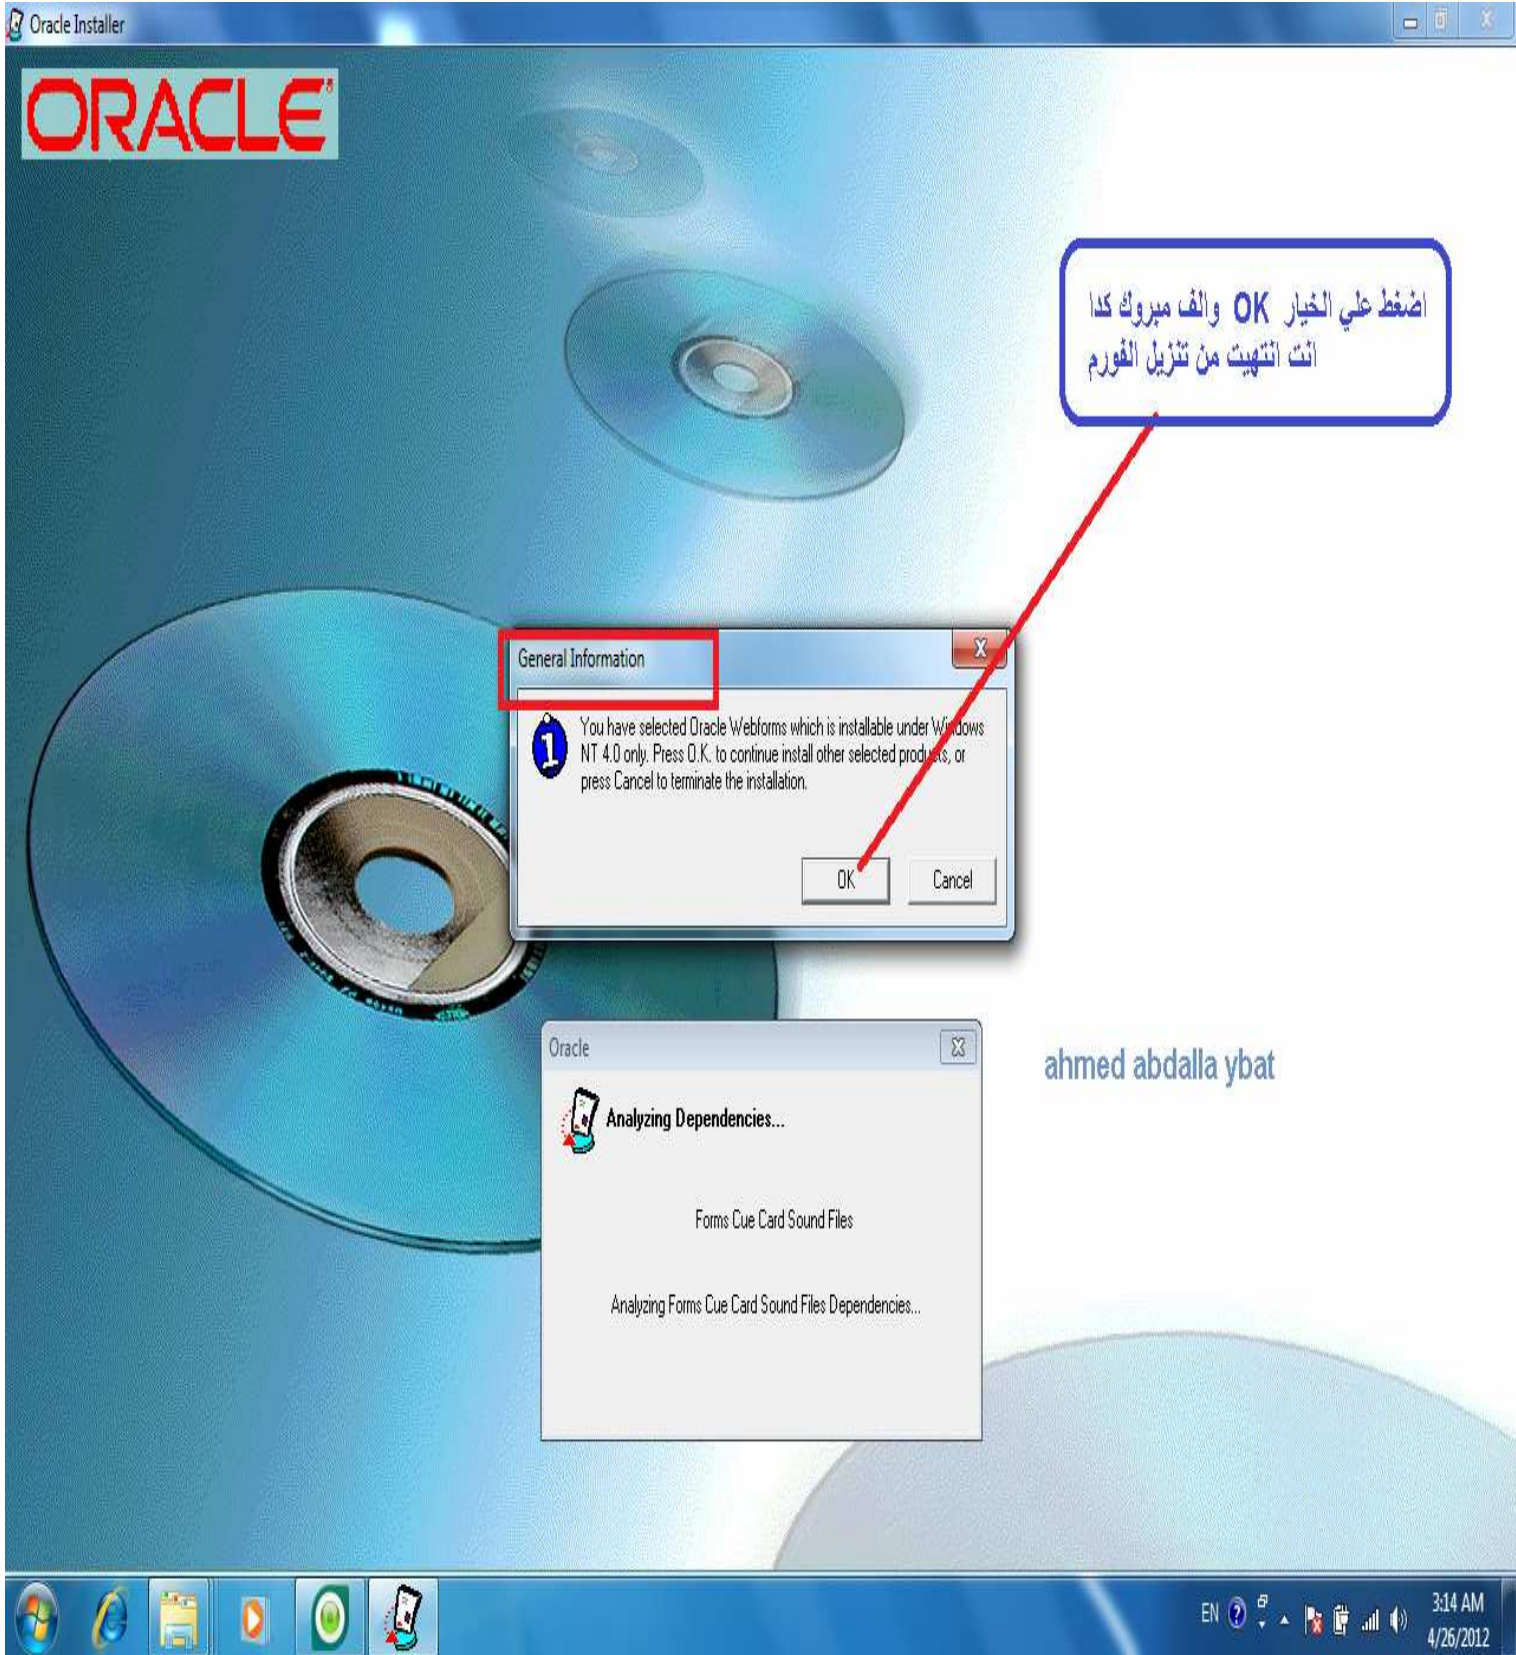 Oracle Installer
ORACLE
اضغط علي الخيار OK والف مبروك كدا
انت انتهيت من تنزيل الفورم
General Information
You have selected Oracle Webforms which is installable under Windows
NT 4.0 only. Press O.K. to continue install other selected products, or
press Cancel to terminate the installation.
OK
Cancel
Oracle
ahmed abdalla ybat
Analyzing Dependencies...
Forms Cue Card Sound Files
Analyzing Forms Cue Card Sound Files Dependencies...
EN
3:14 AM
4/26/2012